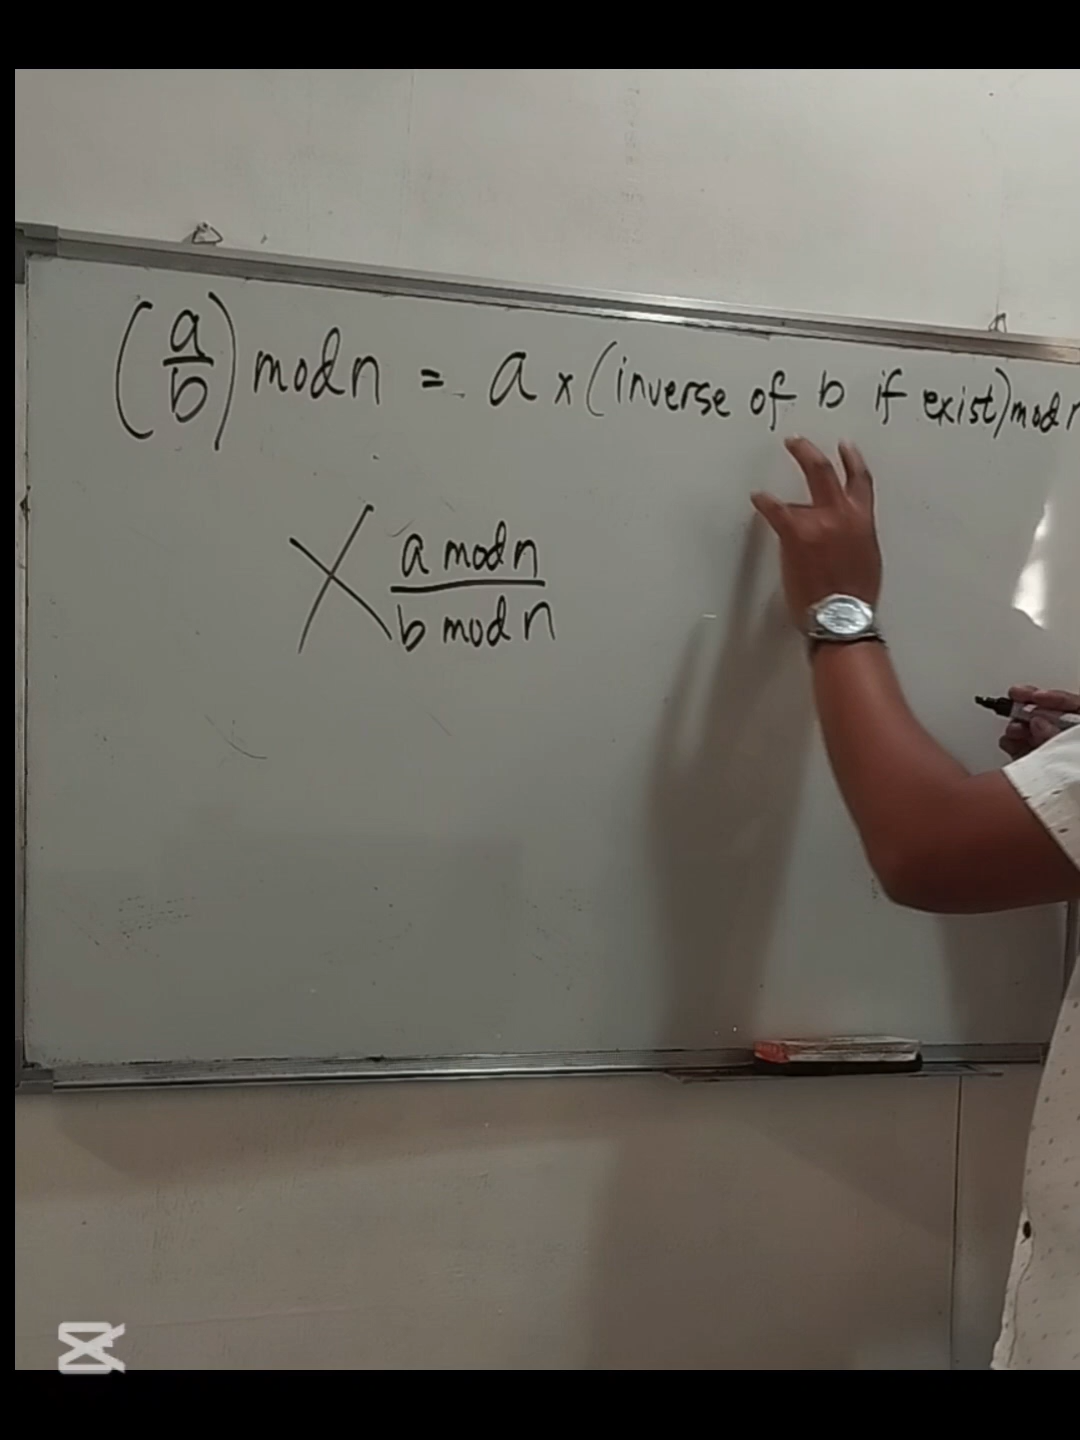 (a/b) mod n = a x (inverse of b if exist) mod n
X a mod n
b mod n